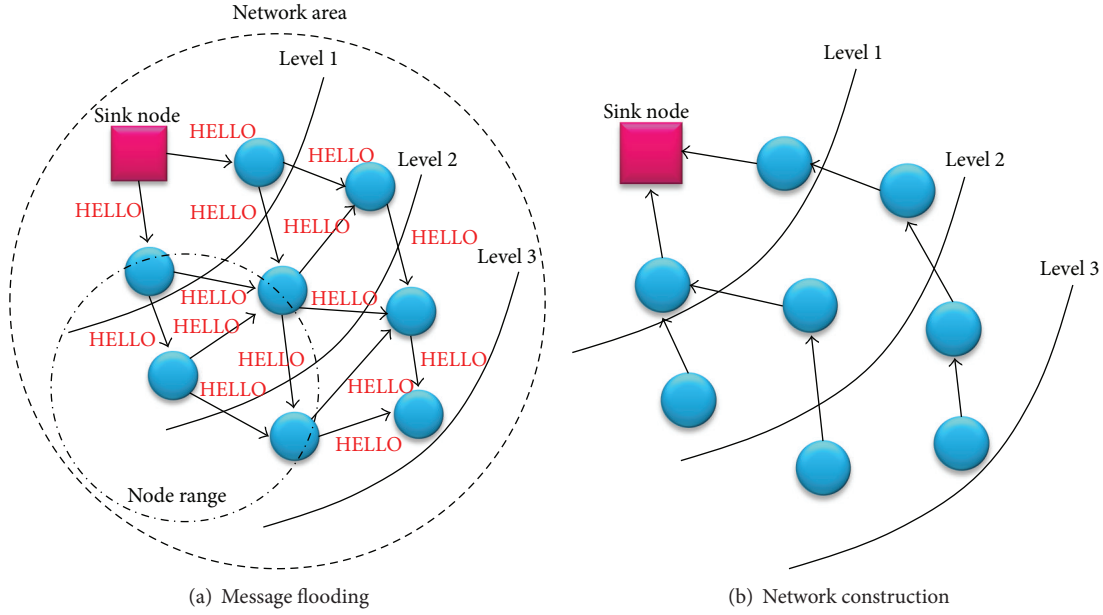 Network area
Level 1
Sink node
HELLO
HELLO
Level 2
HELLO
HELLO
HELLO
HELLO
Level 3
HELLO
HELLO
HELLO
HELLO
HELLO
HELLO
HELLO
HELLO
HELLO
Node range
(a) Message flooding
Level 1
Sink node
Level 2
Level 3
(b) Network construction